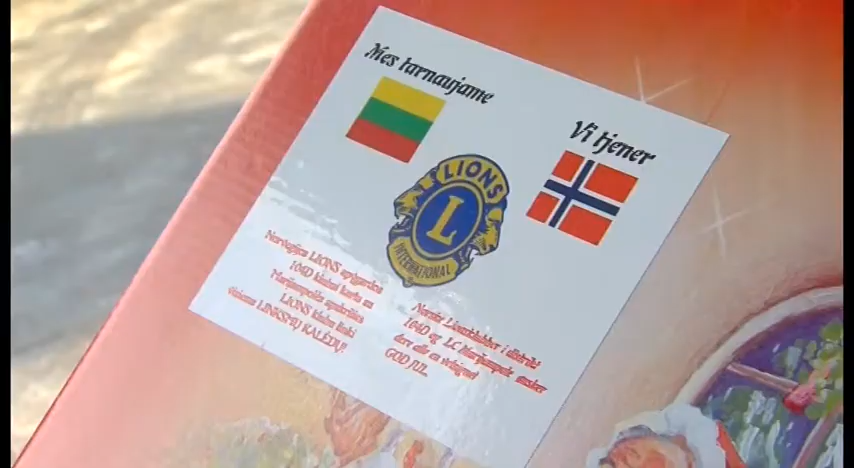 Mes tarnaujame
Vi tjener
LIONS
L
INTERNATIONAL
Norvegijos LIONS apygardos
104D klubai kartu su
Marijampolės apskrities
LIONS klubu linki
Visiems LINKSMŲ KALĖDŲ!
Norske Lionsklubber i distrikt
104D og LC Marijampole ønsker
dere alle en velsignet
GOD JUL.